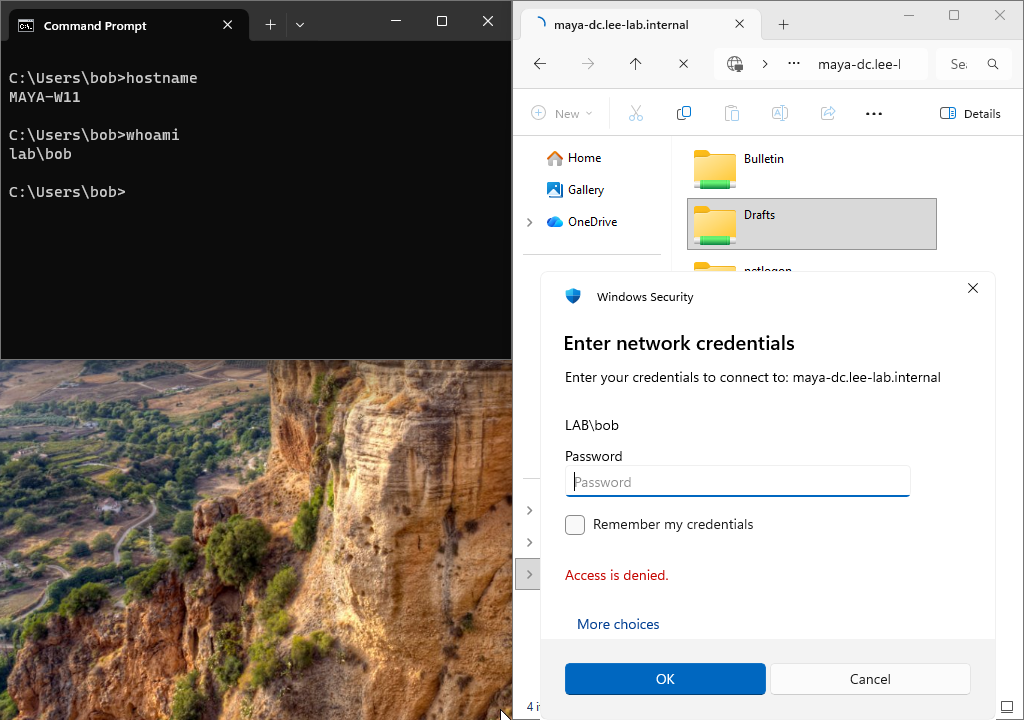 Command Prompt
C:\Users\bob>hostname
MAYA-W11
C:\Users\bob>whoami
lab\bob
C:\Users\bob>
maya-dc.lee-lab.internal
maya-dc.lee-l
Se
New
Details
Home
Gallery
OneDrive
Bulletin
Drafts
netlogon
Windows Security
Enter network credentials
Enter your credentials to connect to: maya-dc.lee-lab.internal
LAB\bob
Password
Password
Remember my credentials
Access is denied.
More choices
OK
Cancel
4 i